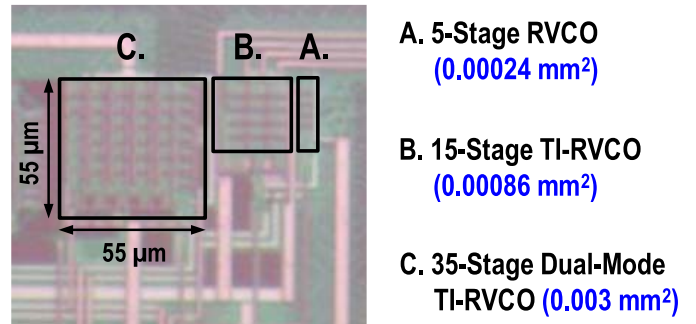 C. B. A.
55 μm
55 μm
A. 5-Stage RVCO
(0.00024 mm²)
B. 15-Stage TI-RVCO
(0.00086 mm²)
C. 35-Stage Dual-Mode
TI-RVCO (0.003 mm²)